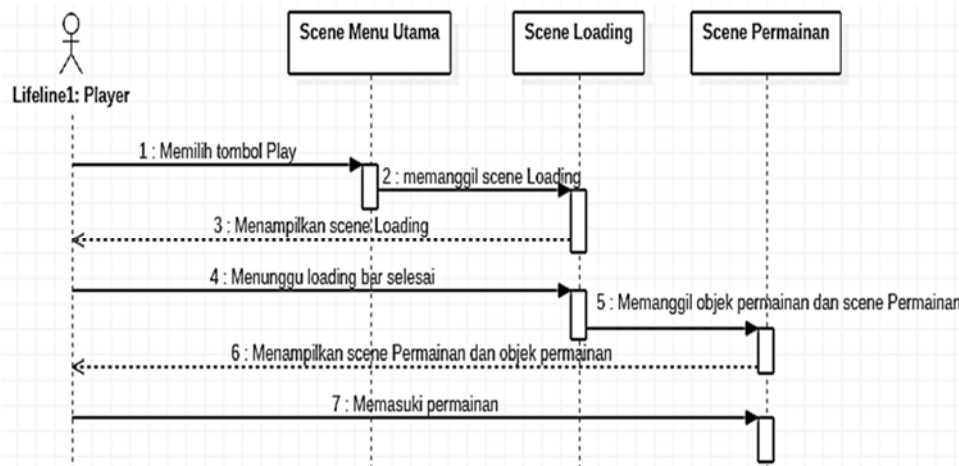 Scene Menu Utama
Scene Loading
Scene Permainan
Lifeline1: Player
1 : Memilih tombol Play
2 : memanggil scene Loading
3 : Menampilkan scene Loading
4 : Menunggu loading bar selesai
5 : Memanggil objek permainan dan scene Permainan
6 : Menampilkan scene Permainan dan objek permainan
7 : Memasuki permainan